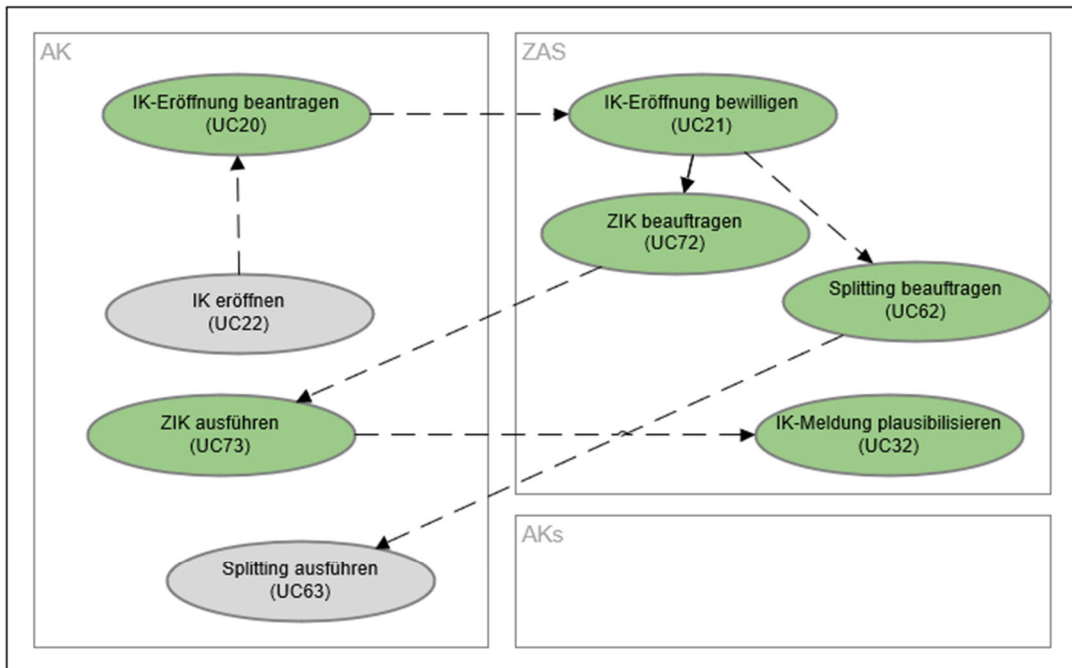 AK
IK-Eröffnung beantragen
(UC20)
IK eröffnen
(UC22)
ZIK ausführen
(UC73)
Splitting ausführen
(UC63)
ZAS
IK-Eröffnung bewilligen
(UC21)
ZIK beauftragen
(UC72)
Splitting beauftragen
(UC62)
IK-Meldung plausibilisieren
(UC32)
AKs